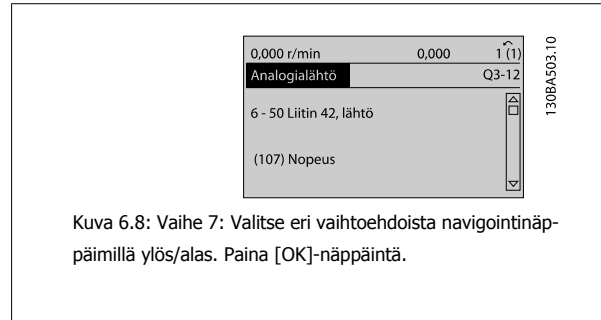 0,000 r/min 0,000 1 (1)
Analogialähtö Q3-12
6 - 50 Liitin 42, lähtö
(107) Nopeus
130BA503.10
Kuva 6.8: Vaihe 7: Valitse eri vaihtoehdoista navigointinäp-
päimillä ylös/alas. Paina [OK]-näppäintä.